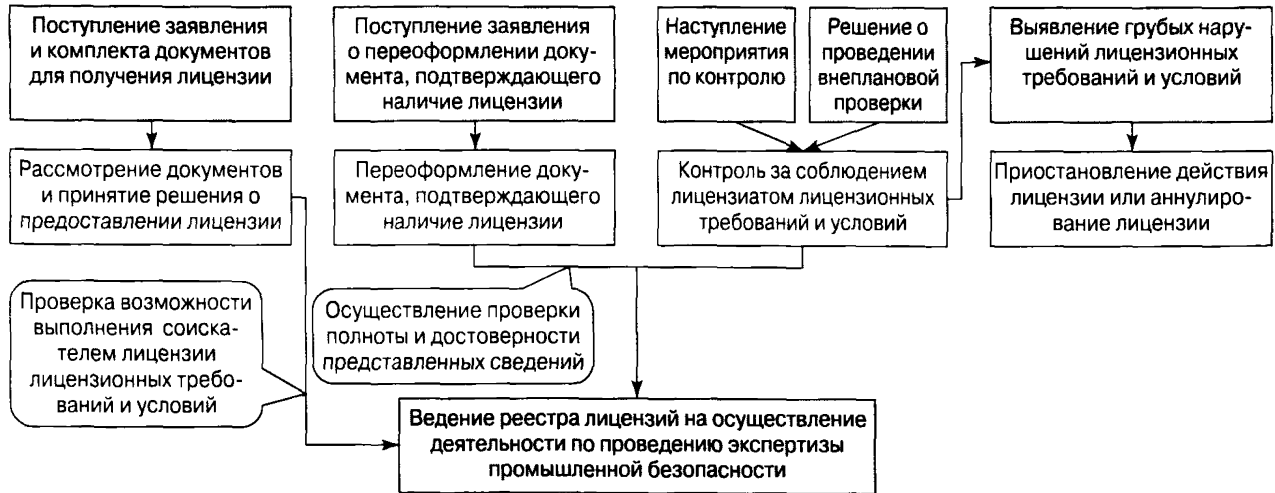 Поступление заявления
и комплекта документов
для получения лицензии
Поступление заявления
о переоформлении доку-
мента, подтверждающего
наличие лицензии
Наступление
мероприятия
по контролю
Решение о
проведении
внеплановой
проверки
Выявление грубых нару-
шений лицензионных
требований и условий
Рассмотрение документов
и принятие решения о
предоставлении лицензии
Переоформление доку-
мента, подтверждающего
наличие лицензии
Контроль за соблюдением
лицензиатом лицензионных
требований и условий
Приостановление действия
лицензии или аннулиро-
вание лицензии
Проверка возможности
выполнения соиска-
телем лицензии
лицензионных требо-
ваний и условий
Осуществление проверки
полноты и достоверности
представленных сведений
Ведение реестра лицензий на осуществление
деятельности по проведению экспертизы
промышленной безопасности